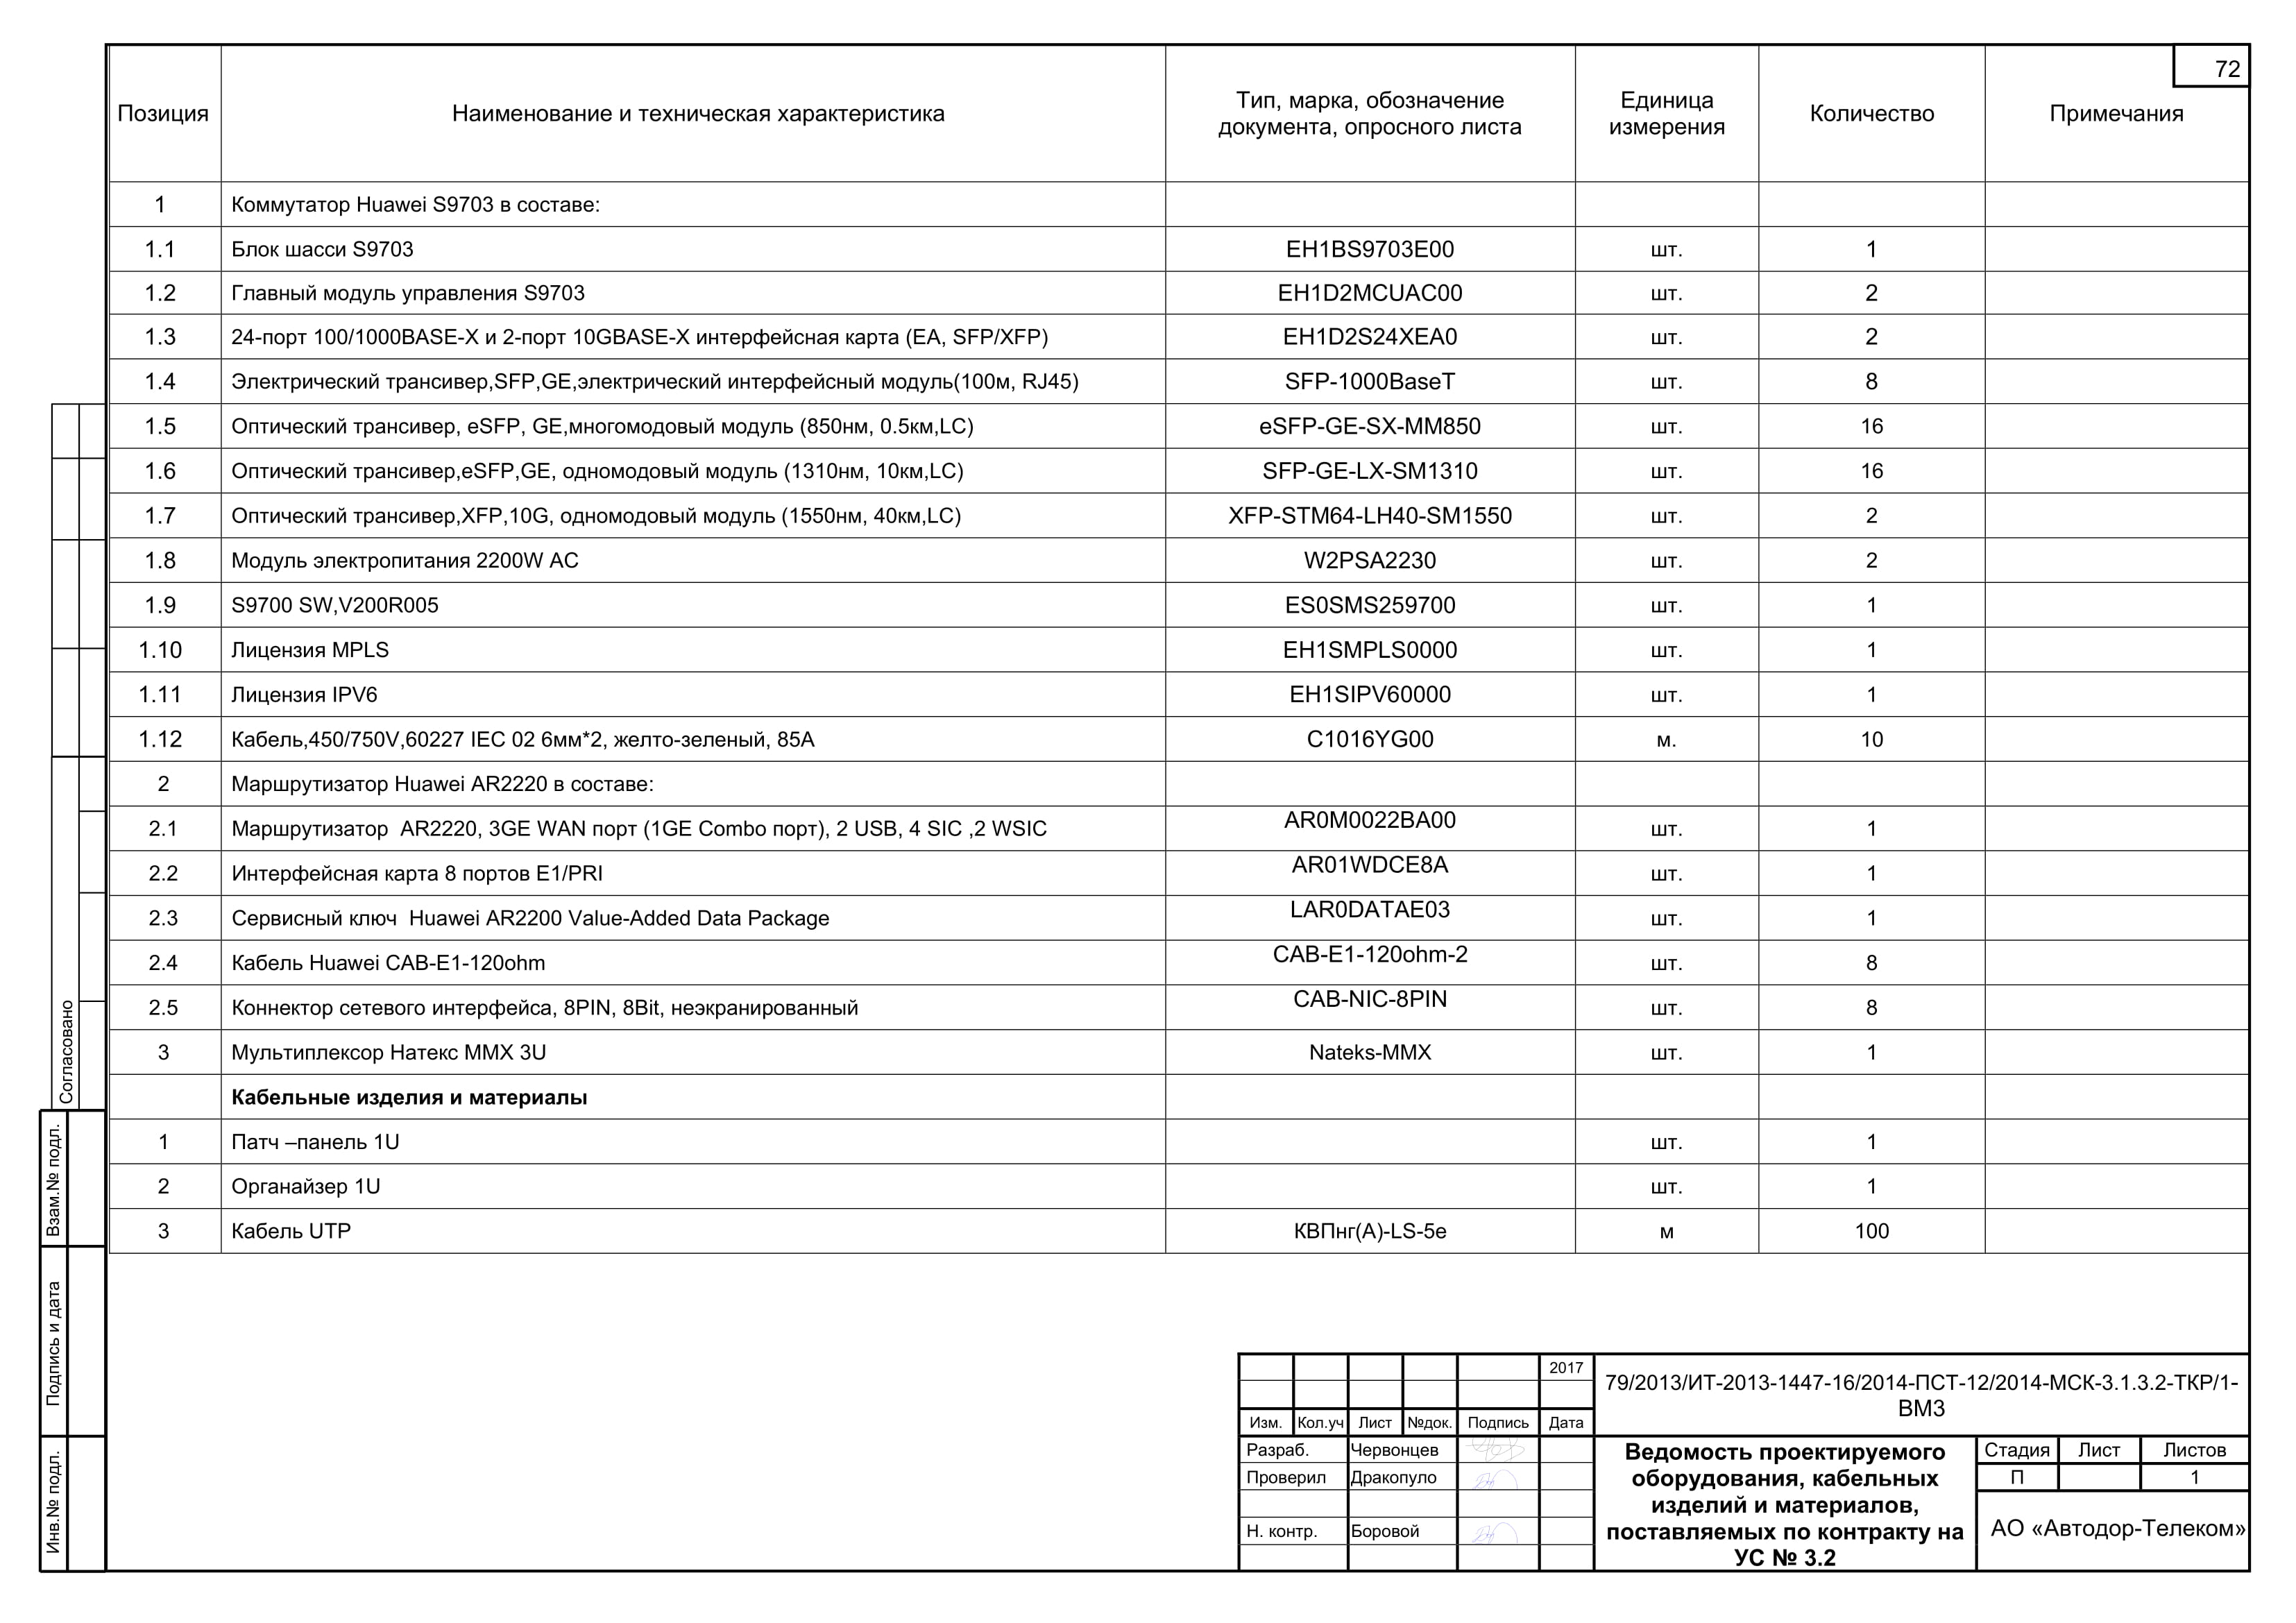 72
Позиция Наименование и техническая характеристика Тип, марка, обозначение документа, опросного листа Единица измерения Количество Примечания
1 Коммутатор Huawei S9703 в составе:
1.1 Блок шасси S9703 EH1BS9703E00 шт. 1
1.2 Главный модуль управления S9703 EH1D2MCUAC00 шт. 2
1.3 24-порт 100/1000BASE-X и 2-порт 10GBASE-X интерфейсная карта (EA, SFP/XFP) EH1D2S24XEA0 шт. 2
1.4 Электрический трансивер,SFP,GE,электрический интерфейсный модуль(100м, RJ45) SFP-1000BaseT шт. 8
1.5 Оптический трансивер, eSFP, GE,многомодовый модуль (850нм, 0.5км,LC) eSFP-GE-SX-MM850 шт. 16
1.6 Оптический трансивер,eSFP,GE, одномодовый модуль (1310нм, 10км,LC) SFP-GE-LX-SM1310 шт. 16
1.7 Оптический трансивер,XFP,10G, одномодовый модуль (1550нм, 40км,LC) XFP-STM64-LH40-SM1550 шт. 2
1.8 Модуль электропитания 2200W AC W2PSA2230 шт. 2
1.9 S9700 SW,V200R005 ES0SMS259700 шт. 1
1.10 Лицензия MPLS EH1SMPLS0000 шт. 1
1.11 Лицензия IPV6 EH1SIPV60000 шт. 1
1.12 Кабель,450/750V,60227 IEC 02 6мм*2, желто-зеленый, 85A C1016YG00 м. 10
2 Маршрутизатор Huawei AR2220 в составе:
2.1 Маршрутизатор AR2220, 3GE WAN порт (1GE Combo порт), 2 USB, 4 SIC ,2 WSIC AR0M0022BA00 шт. 1
2.2 Интерфейсная карта 8 портов E1/PRI AR01WDCE8A шт. 1
2.3 Сервисный ключ Huawei AR2200 Value-Added Data Package LAR0DATAE03 шт. 1
2.4 Кабель Huawei CAB-E1-120ohm CAB-E1-120ohm-2 шт. 8
2.5 Коннектор сетевого интерфейса, 8PIN, 8Bit, неэкранированный CAB-NIC-8PIN шт. 8
3 Мультиплексор Натекс MMX 3U Nateks-MMX шт. 1
Кабельные изделия и материалы
1 Патч –панель 1U шт. 1
2 Органайзер 1U шт. 1
3 Кабель UTP КВПнг(А)-LS-5е м 100
Согласовано
Взам.№ подл.
Подпись и дата
Инв.№ подл.
2017
Изм. Кол.уч Лист №док. Подпись Дата
Разраб. Червонцев
Проверил Дракопуло
Н. контр. Боровой
79/2013/ИТ-2013-1447-16/2014-ПСТ-12/2014-МСК-3.1.3.2-ТКР/1-
ВМ3
Ведомость проектируемого
оборудования, кабельных
изделий и материалов,
поставляемых по контракту на
УС № 3.2
Стадия Лист Листов
П 1
АО «Автодор-Телеком»